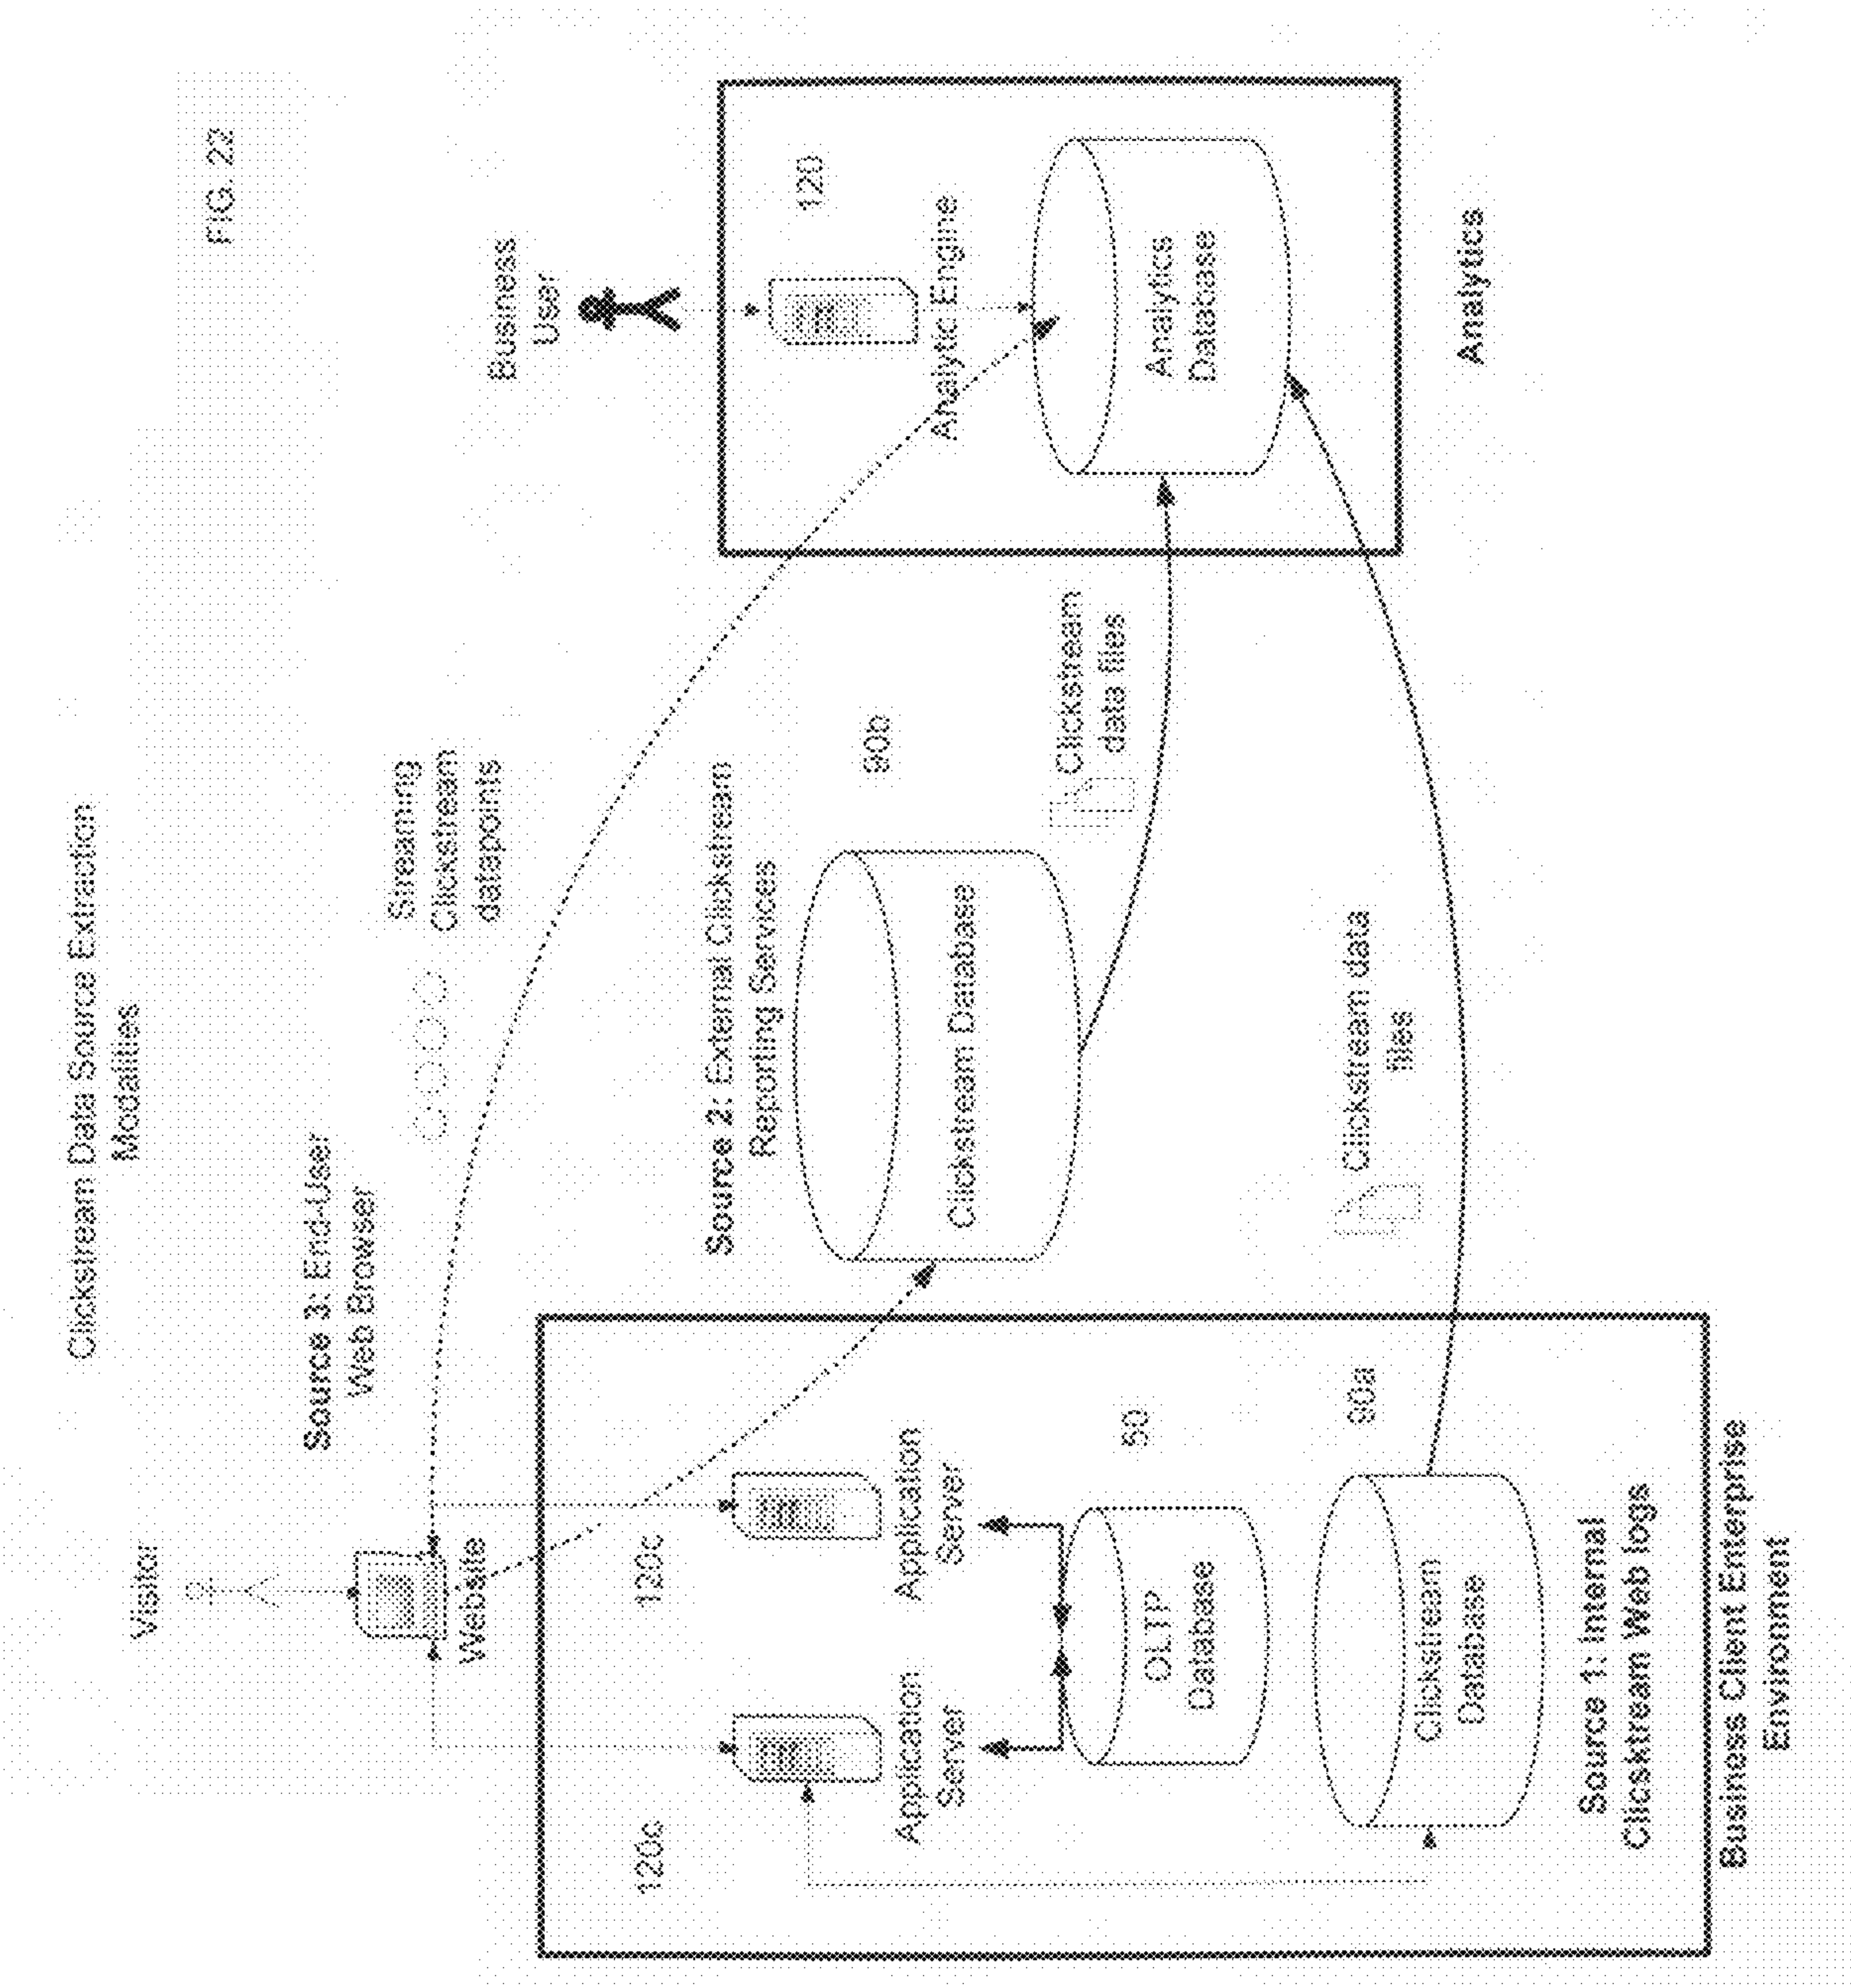 Clickstream Data Source Extraction
Modalities
FIG. 22
Visitor
Source 3: End-User
Web Browser
Streaming
Clickstream
datapoints
Website
Business
User
120c
120c
Application
Server
Application
Server
50
OLTP
Database
90a
Clickstream
Database
Source 1: Internal
Clicsktream Web logs
Business Client Enterprise
Environment
Source 2: External Clickstream
Reporting Services
90b
Clickstream Database
Clickstream
data files
Clickstream data
files
120
Analytic Engine
Analytics
Database
Analytics